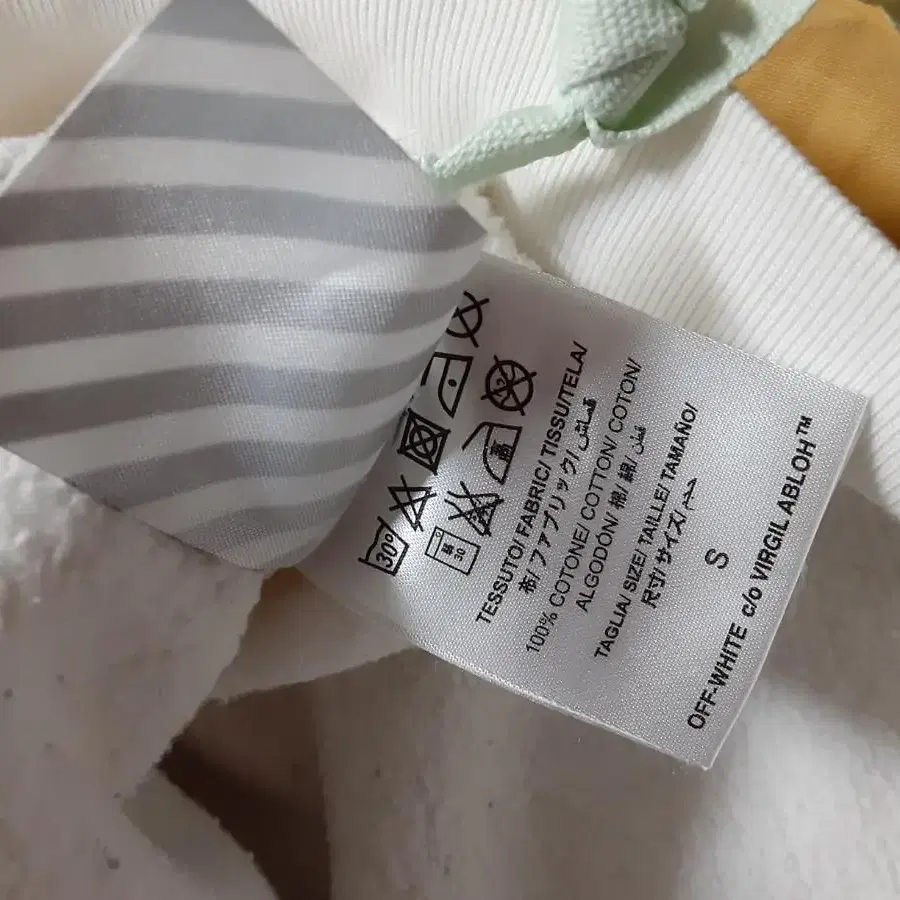 30°
30
TESSUTO/ FABRIC/ TISSU/TELA/
布/ ファブリック/ قماش/
100% COTONE/ COTTON/ COTON/
ALGODÓN/ 棉/ 綿/ قطن/
TAGLIA/ SIZE/ TAILLE/ TAMAÑO/
尺寸/ サイズ/ حجم/
S
OFF-WHITE c/o VIRGIL ABLOH™